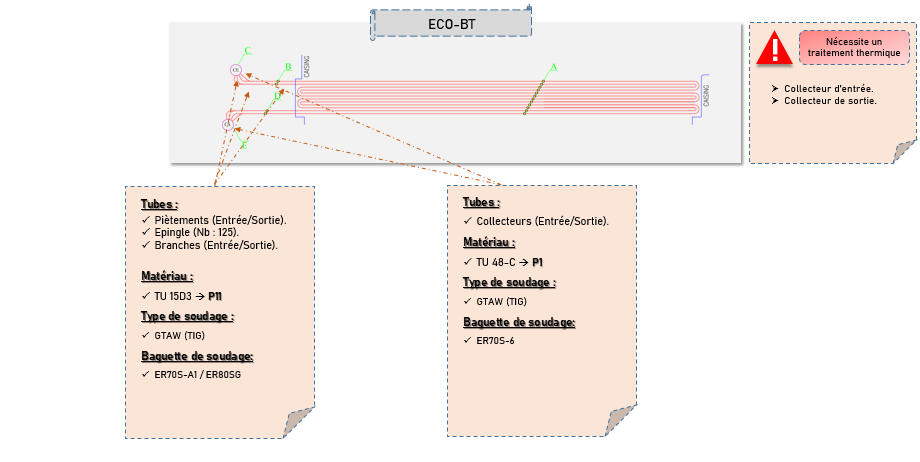 ECO-BT
C
B
A
D
E
CAISING
CAISING
Nécessite un
traitement thermique
Collecteur d'entrée.
Collecteur de sortie.
Tubes :
Piètements (Entrée/Sortie).
Epingle (Nb : 125).
Branches (Entrée/Sortie).
Matériau :
TU 15D3 → P11
Type de soudage :
GTAW (TIG)
Baguette de soudage:
ER70S-A1 / ER80SG
Tubes :
Collecteurs (Entrée/Sortie).
Matériau :
TU 48-C → P1
Type de soudage :
GTAW (TIG)
Baguette de soudage:
ER70S-6